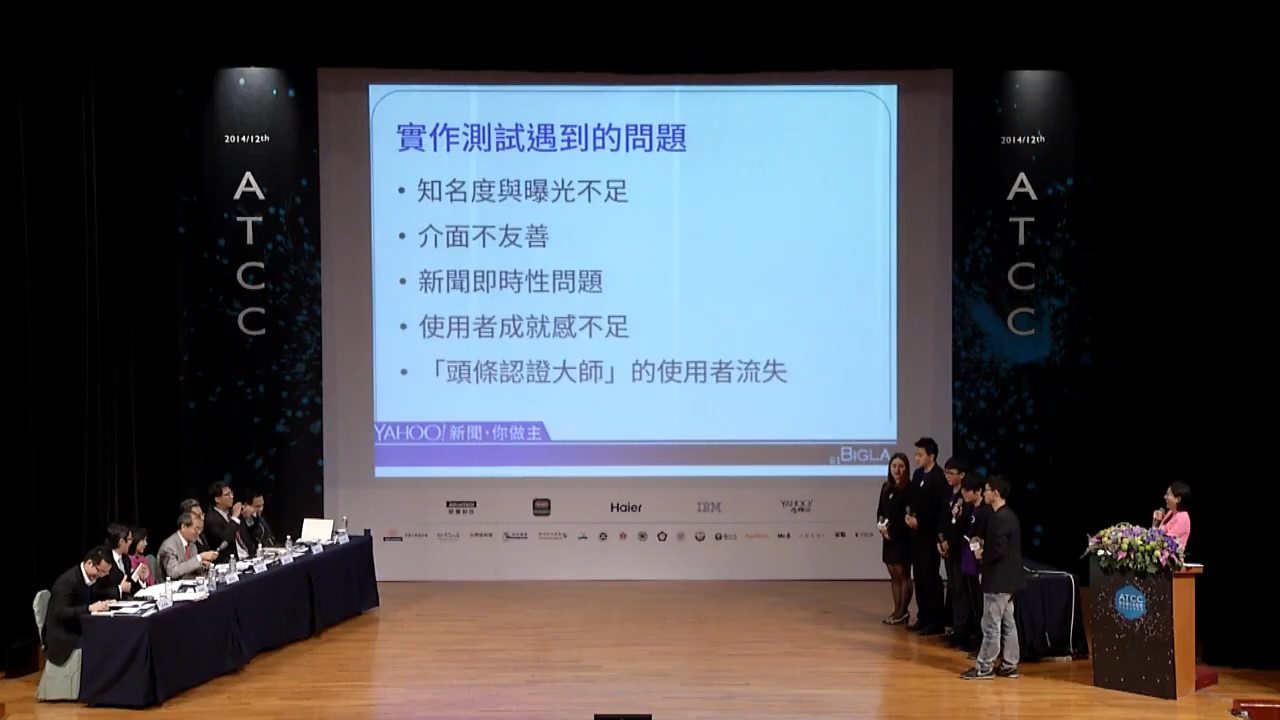 2014/12th
ATCC
2014/12th
ATCC
實作測試遇到的問題
• 知名度與曝光不足
• 介面不友善
• 新聞即時性問題
• 使用者成就感不足
• 「頭條認證大師」的使用者流失
YAHOO! 新聞‧你做主
61 BIGLA
Haier
IBM
YAHOO!
ATCC